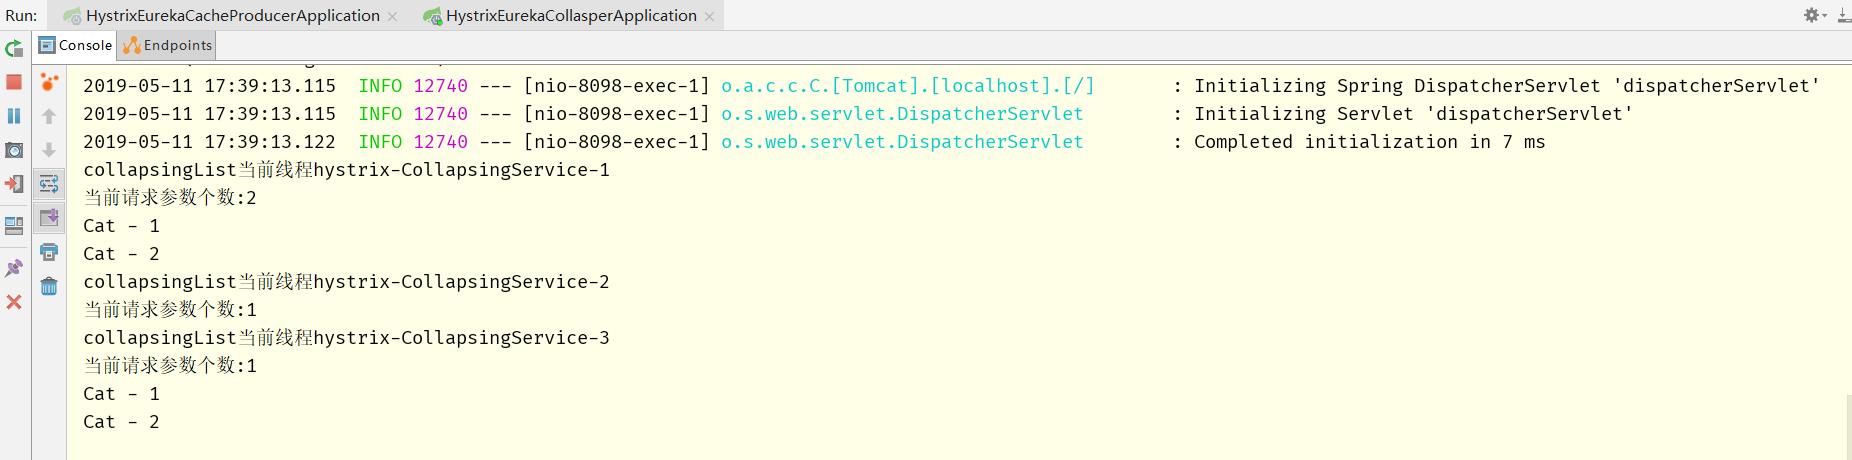 Run: HystrixEurekaCacheProducerApplication × HystrixEurekaCollasperApplication ×
Console Endpoints
2019-05-11 17:39:13.115  INFO 12740 --- [nio-8098-exec-1] o.a.c.c.C.[Tomcat].[localhost].[/]       : Initializing Spring DispatcherServlet 'dispatcherServlet'
2019-05-11 17:39:13.115  INFO 12740 --- [nio-8098-exec-1] o.s.web.servlet.DispatcherServlet        : Initializing Servlet 'dispatcherServlet'
2019-05-11 17:39:13.122  INFO 12740 --- [nio-8098-exec-1] o.s.web.servlet.DispatcherServlet        : Completed initialization in 7 ms
collapsingList当前线程hystrix-CollapsingService-1
当前请求参数个数:2
Cat - 1
Cat - 2
collapsingList当前线程hystrix-CollapsingService-2
当前请求参数个数:1
collapsingList当前线程hystrix-CollapsingService-3
当前请求参数个数:1
Cat - 1
Cat - 2